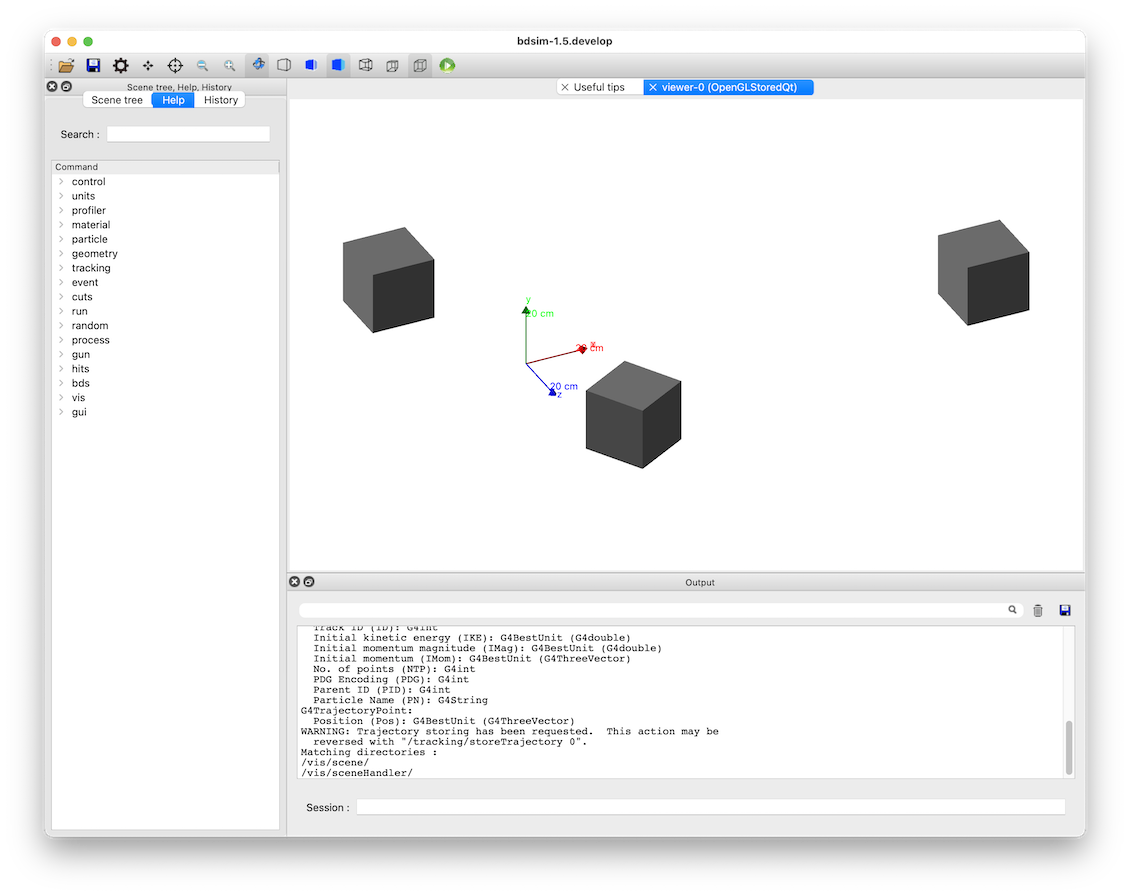 bdsim-1.5.develop
Scene tree, Help, History
Scene tree Help History
Search :
Command
control
units
profiler
material
particle
geometry
tracking
event
cuts
run
random
process
gun
hits
bds
vis
gui
Useful tips viewer-0 (OpenGLStoredQt)
y
20 cm
x
20 cm
20 cm
z
Output
Track ID (ID): G4int
Initial kinetic energy (IKE): G4BestUnit (G4double)
Initial momentum magnitude (IMag): G4BestUnit (G4double)
Initial momentum (IMom): G4BestUnit (G4ThreeVector)
No. of points (NTP): G4int
PDG Encoding (PDG): G4int
Parent ID (PID): G4int
Particle Name (PN): G4String
G4TrajectoryPoint:
Position (Pos): G4BestUnit (G4ThreeVector)
WARNING: Trajectory storing has been requested.  This action may be
reversed with "/tracking/storeTrajectory 0".
Matching directories :
/vis/scene/
/vis/sceneHandler/
Session :